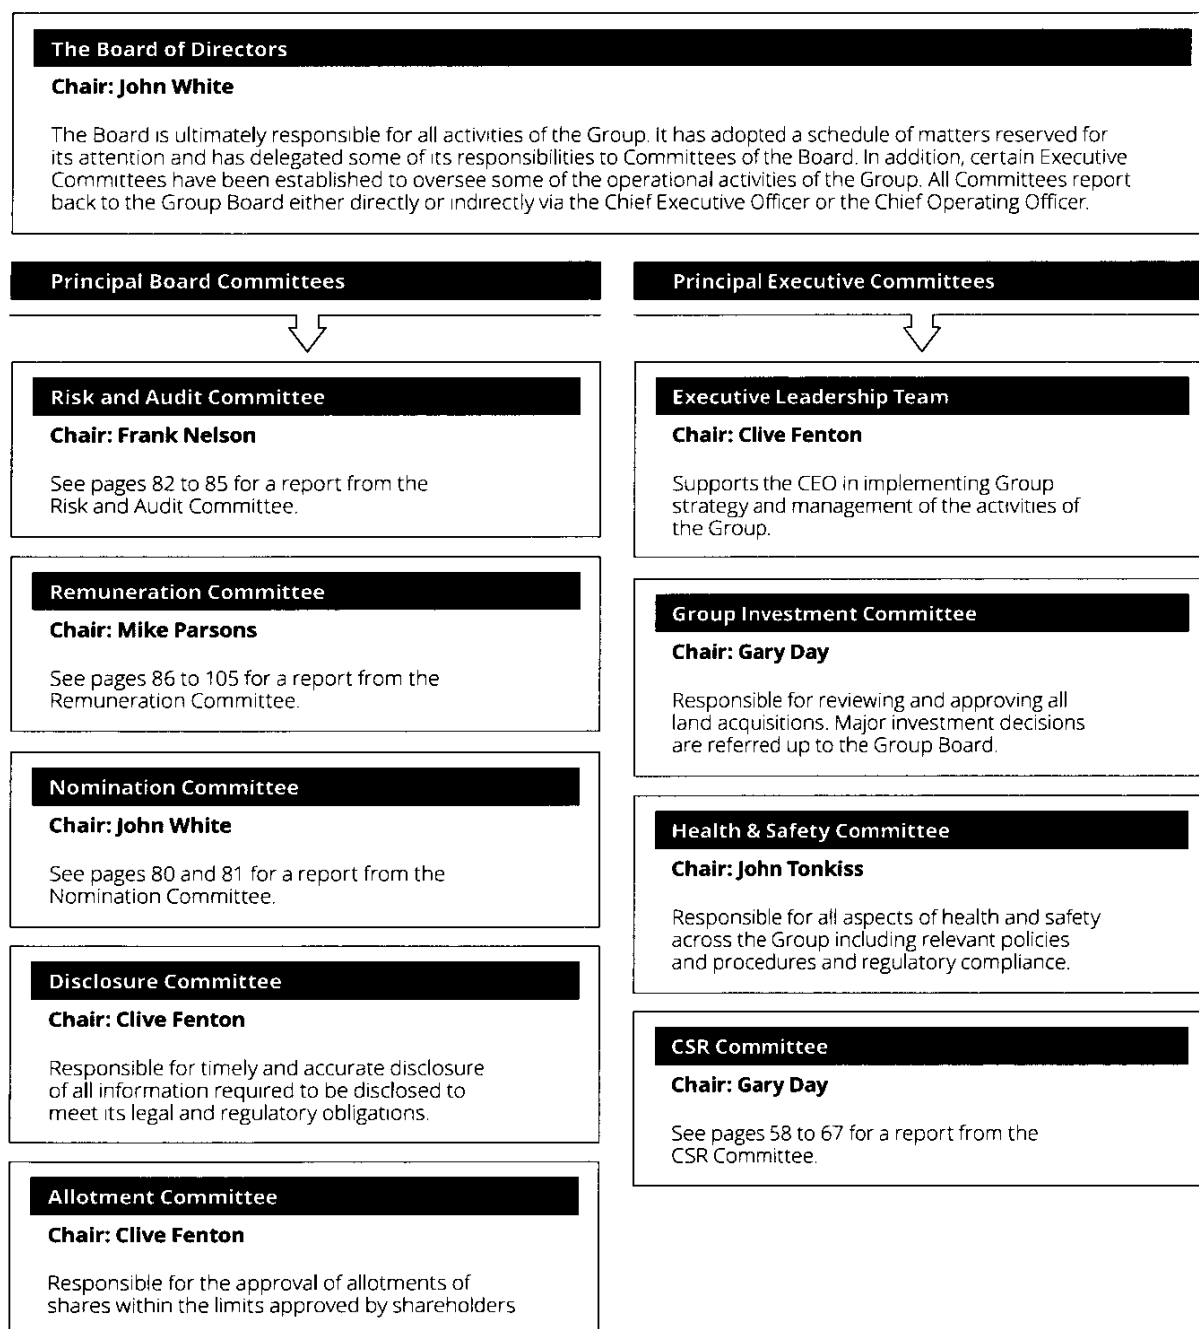 The Board of Directors
Chair: John White
The Board is ultimately responsible for all activities of the Group. It has adopted a schedule of matters reserved for
its attention and has delegated some of its responsibilities to Committees of the Board. In addition, certain Executive
Committees have been established to oversee some of the operational activities of the Group. All Committees report
back to the Group Board either directly or indirectly via the Chief Executive Officer or the Chief Operating Officer.
Principal Board Committees
Risk and Audit Committee
Chair: Frank Nelson
See pages 82 to 85 for a report from the
Risk and Audit Committee.
Remuneration Committee
Chair: Mike Parsons
See pages 86 to 105 for a report from the
Remuneration Committee.
Nomination Committee
Chair: John White
See pages 80 and 81 for a report from the
Nomination Committee.
Disclosure Committee
Chair: Clive Fenton
Responsible for timely and accurate disclosure
of all information required to be disclosed to
meet its legal and regulatory obligations.
Allotment Committee
Chair: Clive Fenton
Responsible for the approval of allotments of
shares within the limits approved by shareholders
Principal Executive Committees
Executive Leadership Team
Chair: Clive Fenton
Supports the CEO in implementing Group
strategy and management of the activities of
the Group.
Group Investment Committee
Chair: Gary Day
Responsible for reviewing and approving all
land acquisitions. Major investment decisions
are referred up to the Group Board.
Health & Safety Committee
Chair: John Tonkiss
Responsible for all aspects of health and safety
across the Group including relevant policies
and procedures and regulatory compliance.
CSR Committee
Chair: Gary Day
See pages 58 to 67 for a report from the
CSR Committee.